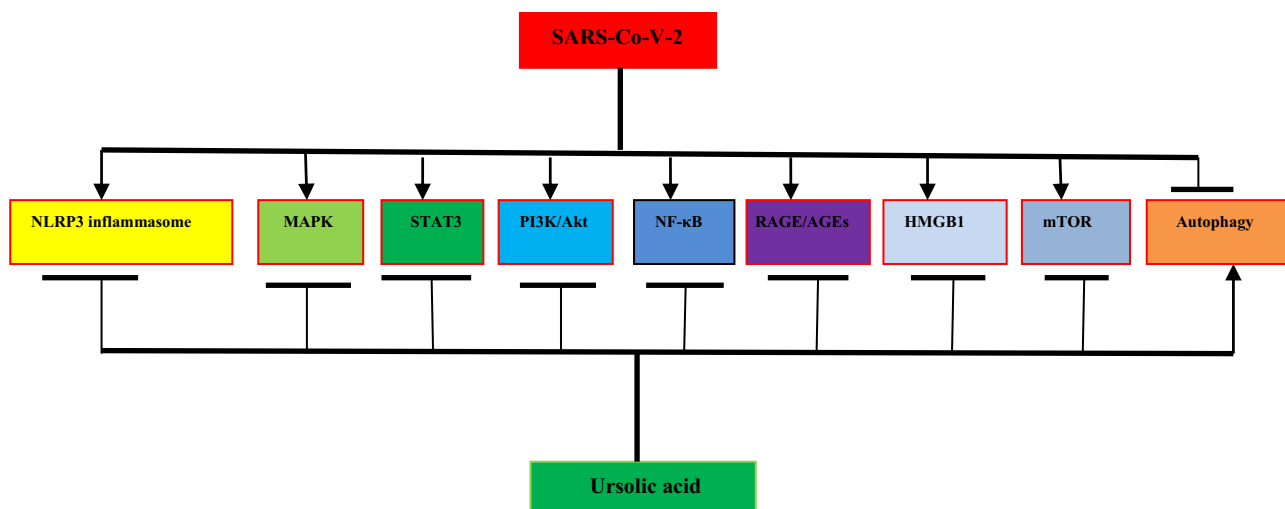 SARS-Co-V-2
NLRP3 inflammasome
MAPK
STAT3
PI3K/Akt
NF-κB
RAGE/AGEs
HMGB1
mTOR
Autophagy
Ursolic acid